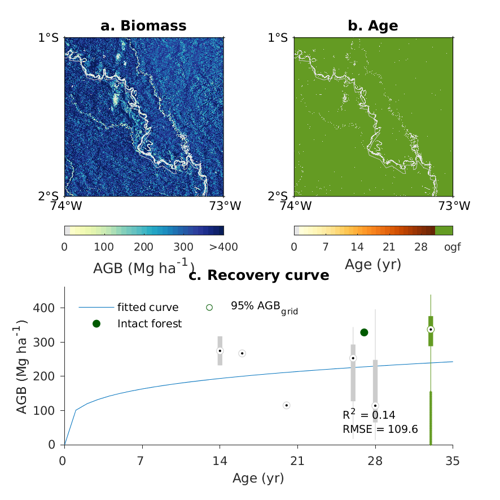 a. Biomass
b. Age
1°S
1°S
2°S
2°S
74°W
73°W
74°W
73°W
0 100 200 300 >400
0 7 14 21 28 ogf
AGB (Mg ha⁻¹)
Age (yr)
c. Recovery curve
fitted curve
95% AGB_grid
Intact forest
400
300
200
100
0
AGB (Mg ha⁻¹)
R² = 0.14
RMSE = 109.6
0 7 14 21 28 35
Age (yr)